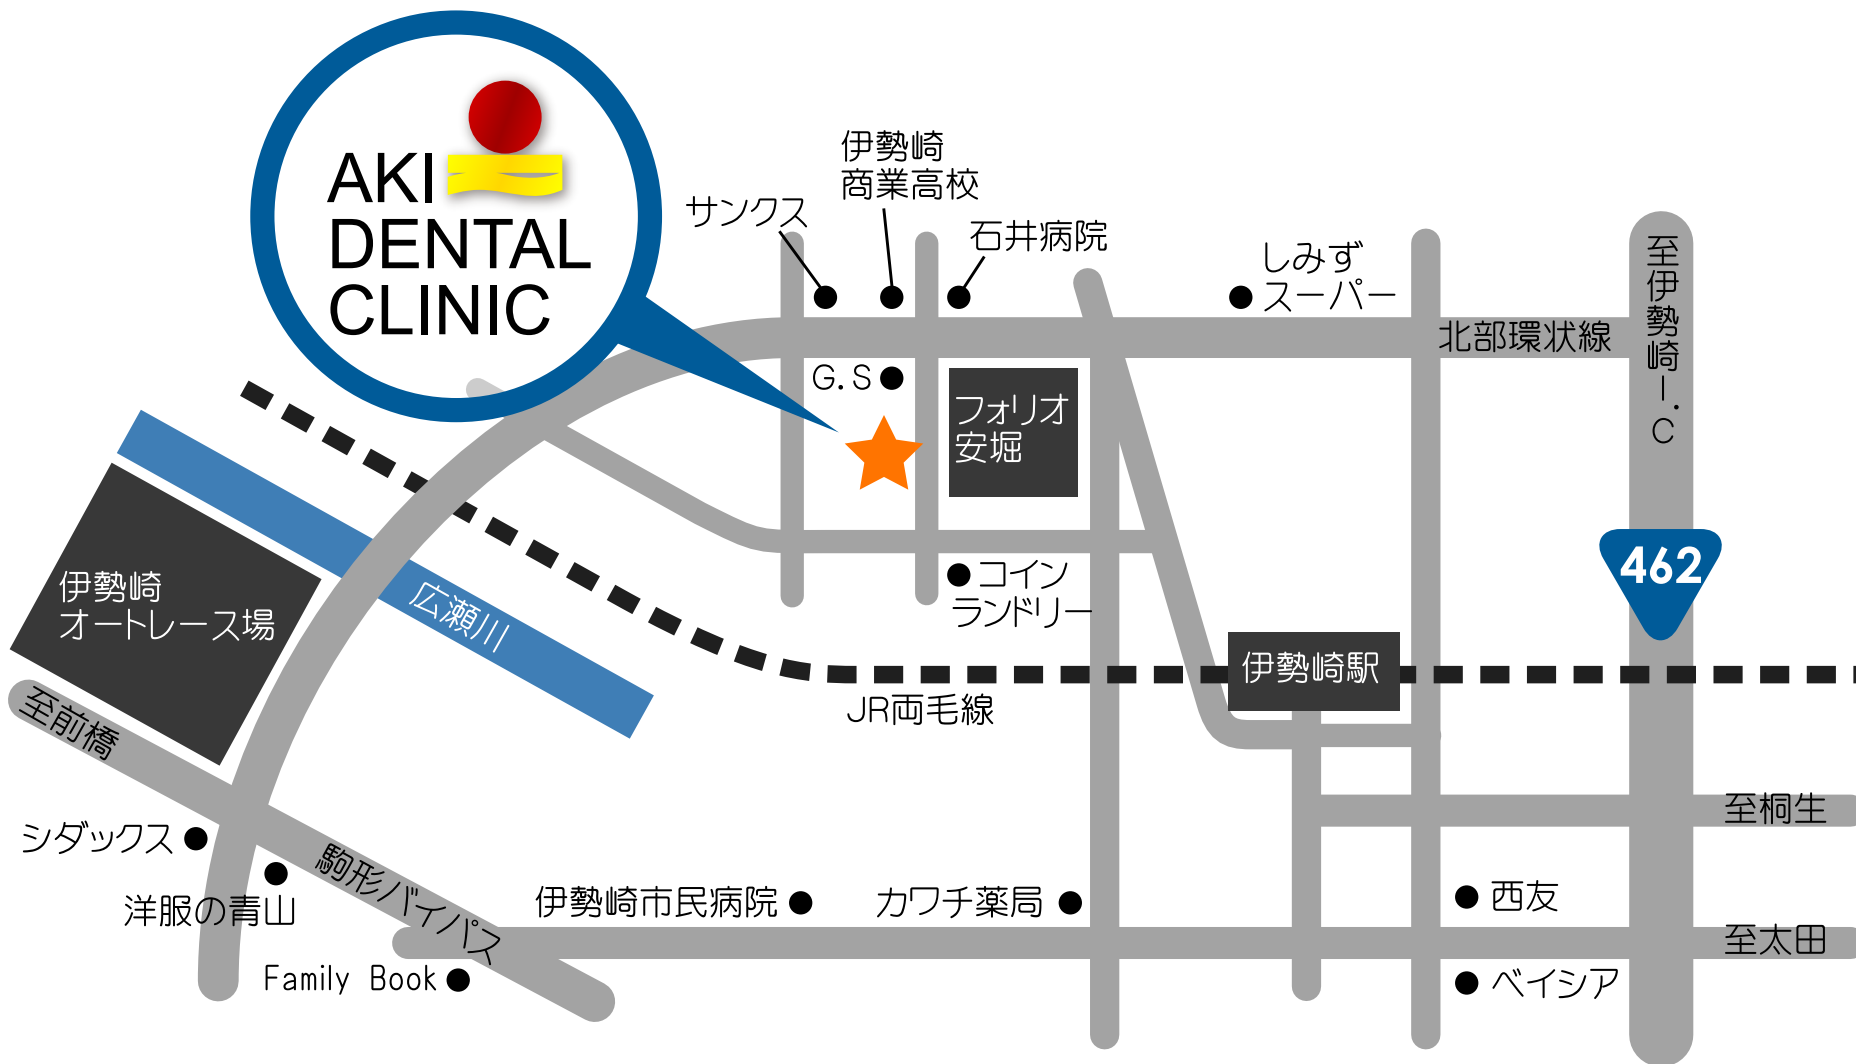 AKI
DENTAL
CLINIC
伊勢崎
商業高校
サンクス
石井病院
しみず
スーパー
至伊勢崎I.C
北部環状線
G.S
フォリオ
安堀
462
伊勢崎
オートレース場
広瀬川
コイン
ランドリー
伊勢崎駅
JR両毛線
至前橋
至桐生
シダックス
駒形バイパス
洋服の青山
伊勢崎市民病院
カワチ薬局
西友
至太田
Family Book
ベイシア